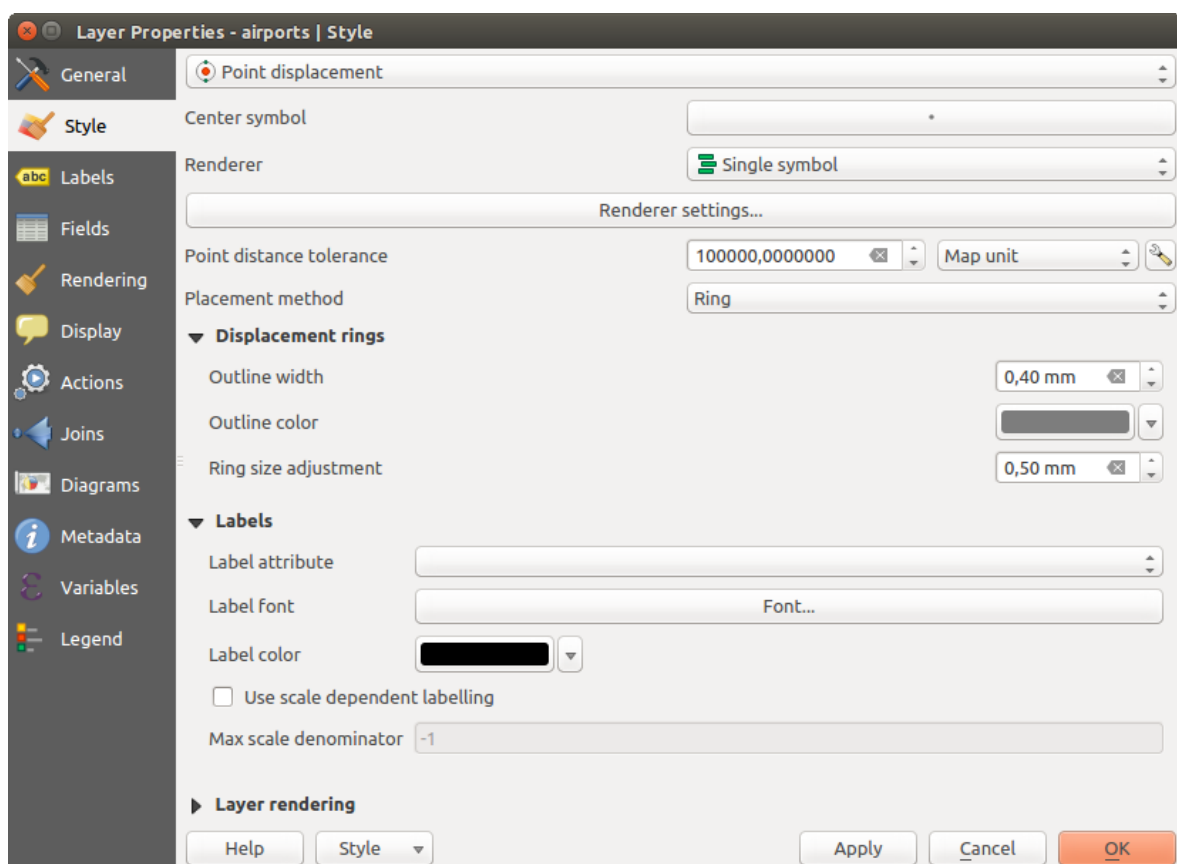 Layer Properties - airports | Style
General
Style
abc Labels
Fields
Rendering
Display
Actions
Joins
Diagrams
Metadata
Variables
Legend
Point displacement
Center symbol
Renderer Single symbol
Renderer settings...
Point distance tolerance 100000,0000000 Map unit
Placement method Ring
Displacement rings
Outline width 0,40 mm
Outline color
Ring size adjustment 0,50 mm
Labels
Label attribute
Label font Font...
Label color
Use scale dependent labelling
Max scale denominator -1
Layer rendering
Help Style Apply Cancel OK